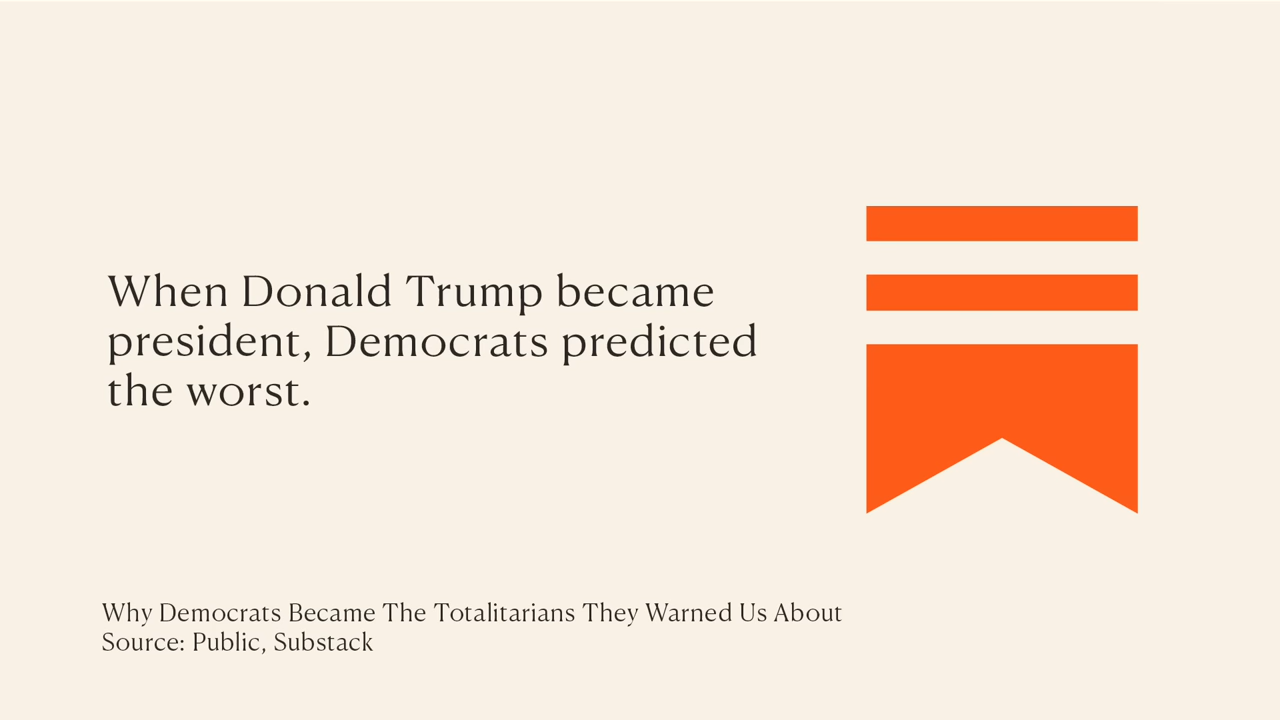 When Donald Trump became
president, Democrats predicted
the worst.
Why Democrats Became The Totalitarians They Warned Us About
Source: Public, Substack